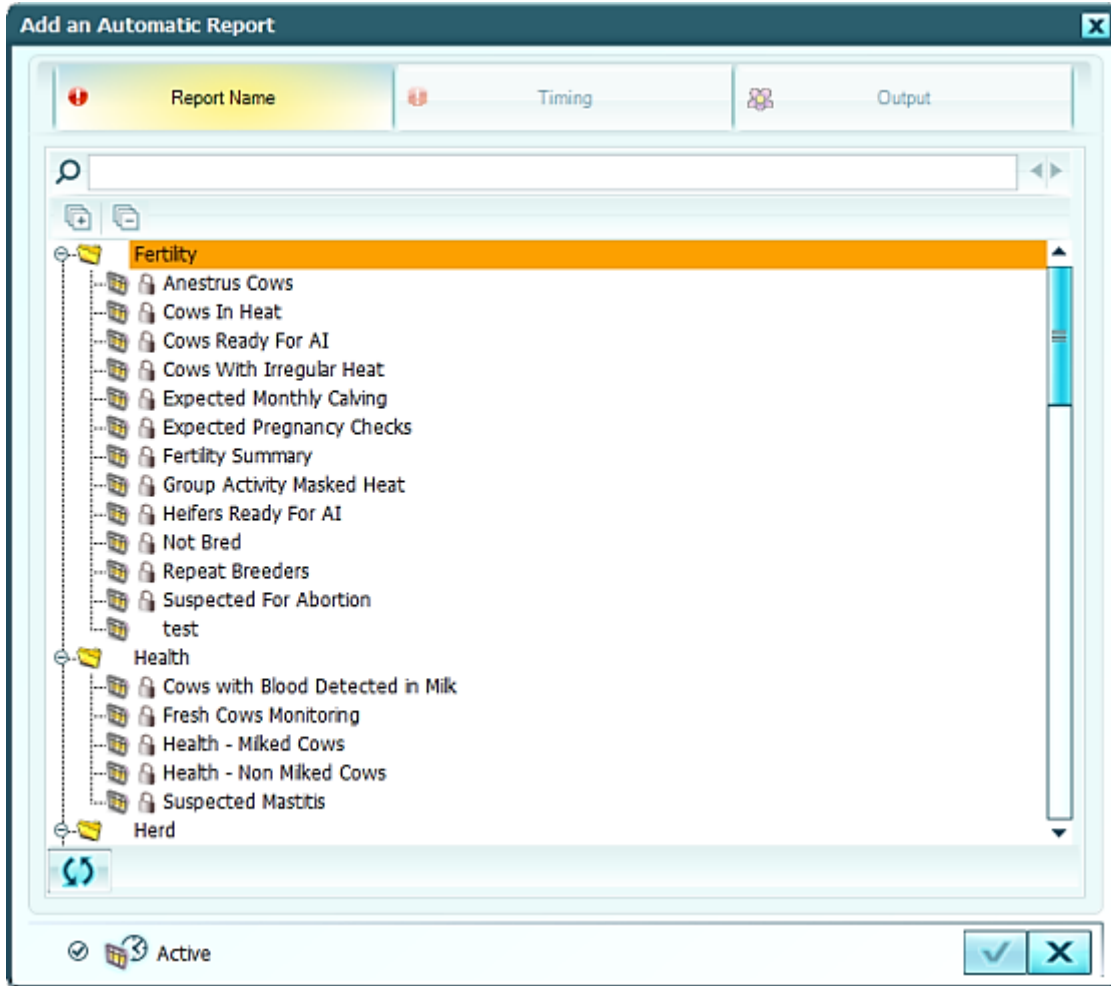 Add an Automatic Report
Report Name
Timing
Output
Fertility
Anestrus Cows
Cows In Heat
Cows Ready For AI
Cows With Irregular Heat
Expected Monthly Calving
Expected Pregnancy Checks
Fertility Summary
Group Activity Masked Heat
Heifers Ready For AI
Not Bred
Repeat Breeders
Suspected For Abortion
test
Health
Cows with Blood Detected in Milk
Fresh Cows Monitoring
Health - Milked Cows
Health - Non Milked Cows
Suspected Mastitis
Herd
Active